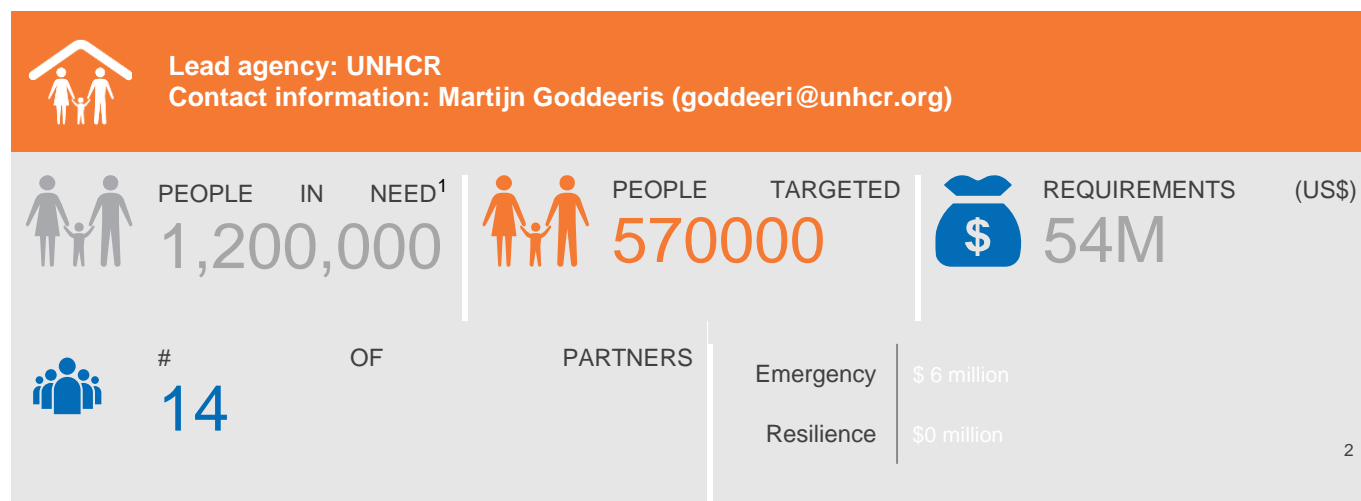 Lead agency: UNHCR
Contact information: Martijn Goddeeris (goddeeri@unhcr.org)
PEOPLE IN NEED1
1,200,000
PEOPLE TARGETED
570000
REQUIREMENTS (US$)
$
54M
# OF PARTNERS
14
Emergency $ 6 million
Resilience $0 million
2